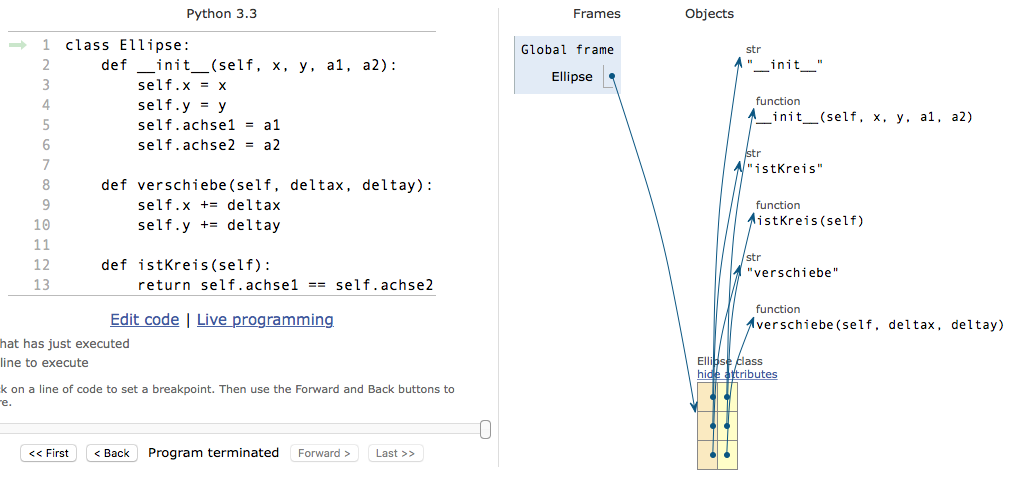 Python 3.3
1 class Ellipse:
2     def __init__(self, x, y, a1, a2):
3         self.x = x
4         self.y = y
5         self.achse1 = a1
6         self.achse2 = a2
7
8     def verschiebe(self, deltax, deltay):
9         self.x += deltax
10         self.y += deltay
11
12     def istKreis(self):
13         return self.achse1 == self.achse2
Edit code | Live programming
hat has just executed
line to execute
k on a line of code to set a breakpoint. Then use the Forward and Back buttons to
re.
<< First < Back Program terminated Forward > Last >>
Frames Objects
Global frame
Ellipse
str
"__init__"
function
__init__(self, x, y, a1, a2)
str
"istKreis"
function
istKreis(self)
str
"verschiebe"
function
verschiebe(self, deltax, deltay)
Ellipse class
hide attributes